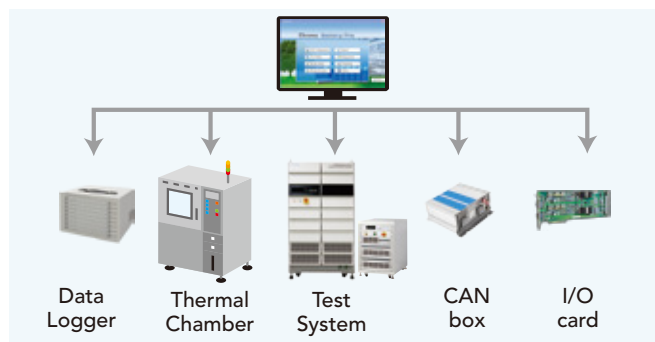 Data
Logger
Thermal
Chamber
Test
System
CAN
box
I/O
card